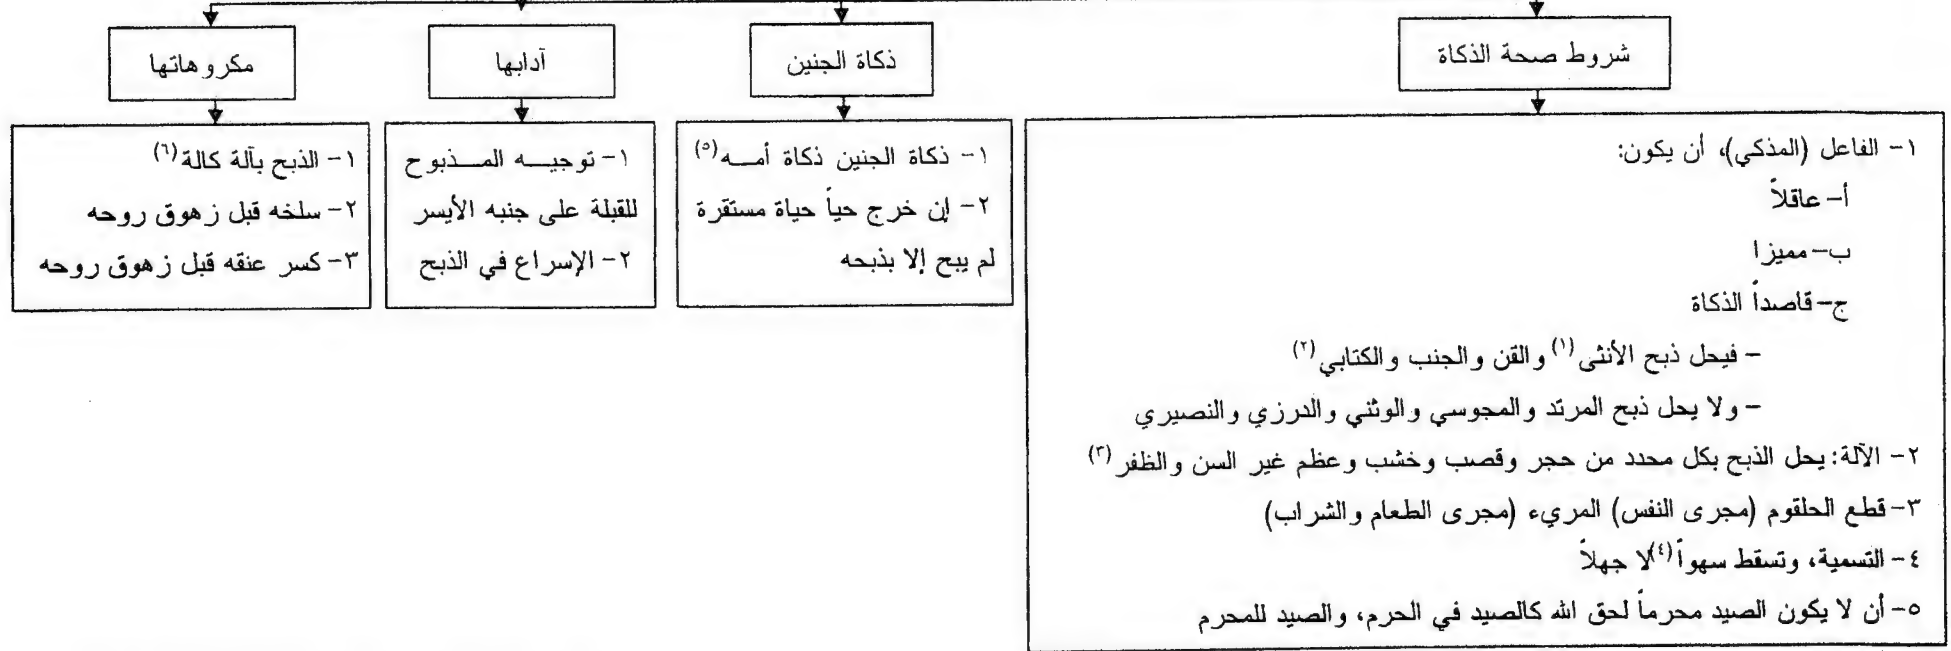 شروط صحة الذكاة
١- الفاعل (المذكي)، أن يكون:
أ- عاقلاً
ب- مميزا
ج- قاصداً الذكاة
- فيحل ذبح الأنثى(١) والقن والجنب والكتابي(٢)
- ولا يحل ذبح المرتد والمجوسي والوثني والدرزي والنصيري
٢- الآلة: يحل الذبح بكل محدد من حجر وقصب وخشب وعظم غير السن والظفر(٣)
٣- قطع الحلقوم (مجرى النفس) المريء (مجرى الطعام والشراب)
٤- التسمية، وتسقط سهواً(٤) لا جهلاً
٥- أن لا يكون الصيد محرماً لحق الله كالصيد في الحرم، والصيد للمحرم
ذكاة الجنين
١- ذكاة الجنين ذكاة أمـه(٥)
٢- إن خرج حياً حياة مستقرة
لم يبح إلا بذبحه
آدابها
١- توجيـه المـذبوح
للقبلة على جنبه الأيسر
٢- الإسراع في الذبح
مكروهاتها
١- الذبح بآلة كالة(٦)
٢- سلخه قبل زهوق روحه
٣- كسر عنقه قبل زهوق روحه